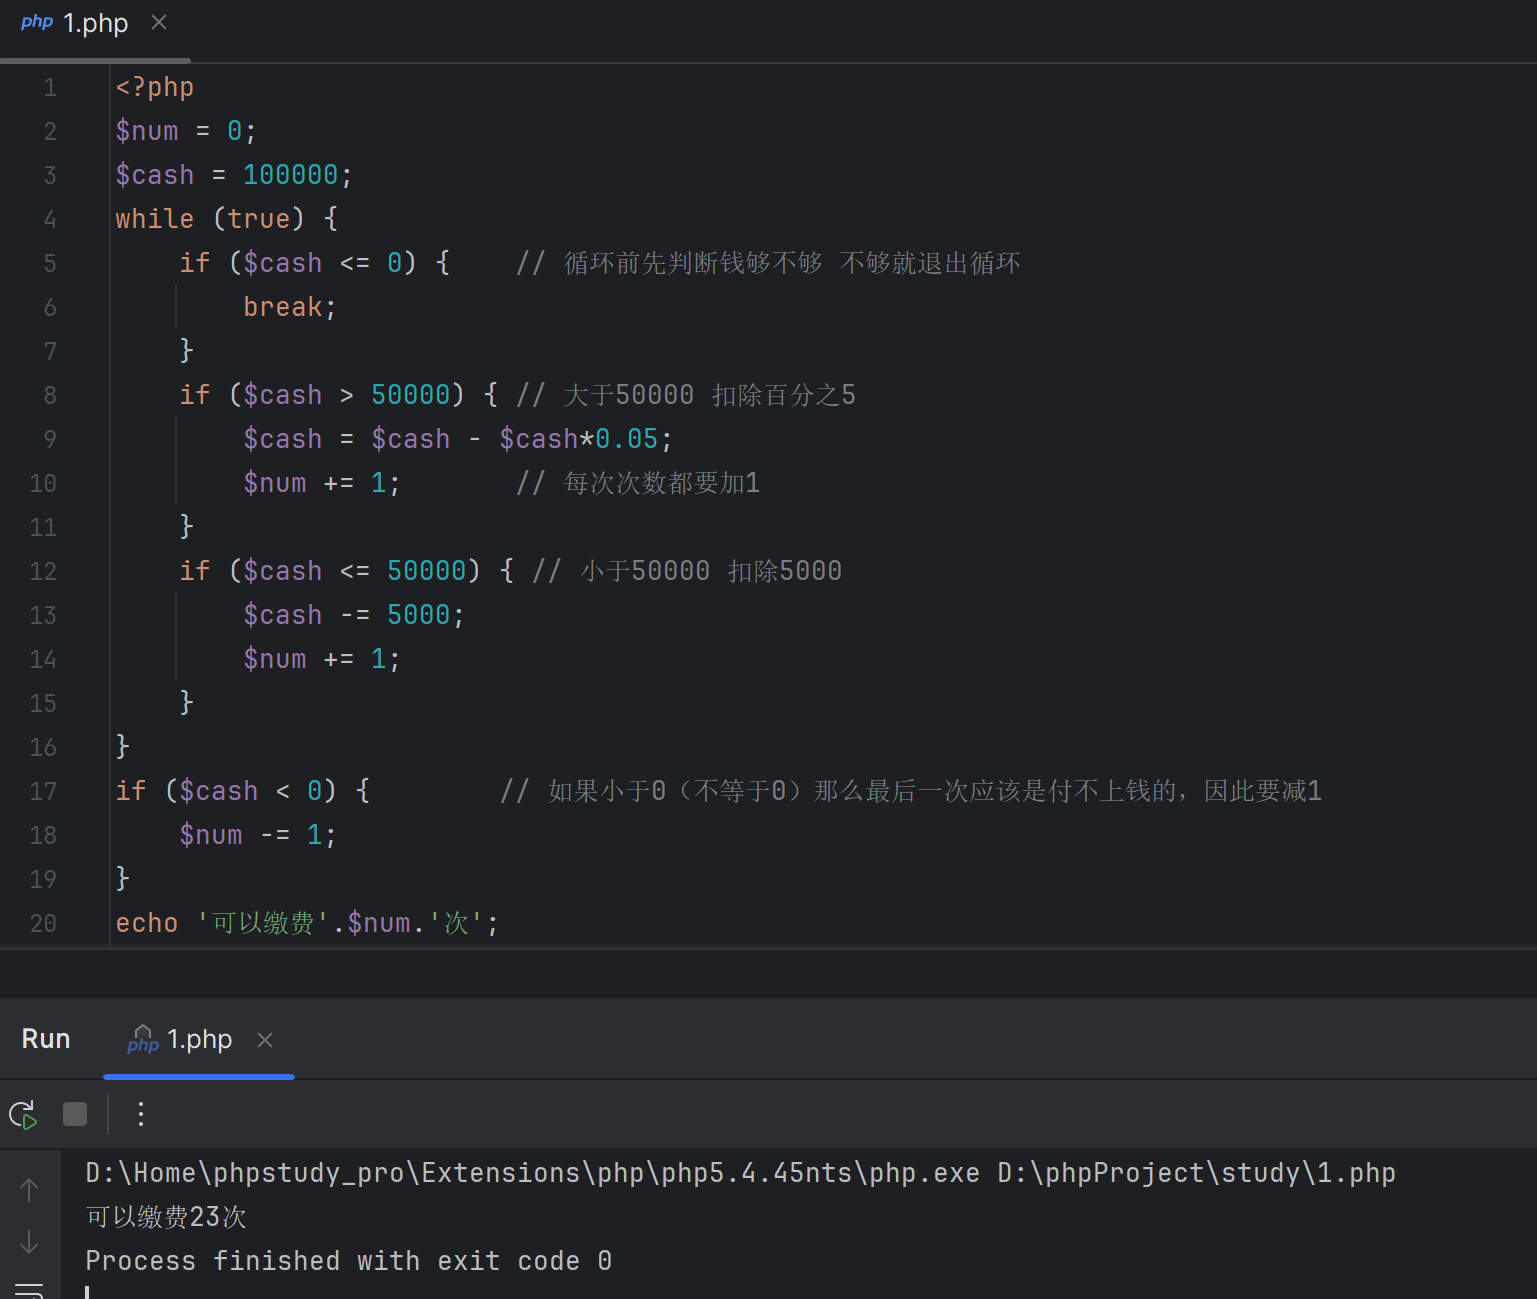 php 1.php
1 <?php
2 $num = 0;
3 $cash = 100000;
4 while (true) {
5 if ($cash <= 0) { // 循环前先判断钱够不够 不够就退出循环
6 break;
7 }
8 if ($cash > 50000) { // 大于50000 扣除百分之5
9 $cash = $cash - $cash*0.05;
10 $num += 1; // 每次次数都要加1
11 }
12 if ($cash <= 50000) { // 小于50000 扣除5000
13 $cash -= 5000;
14 $num += 1;
15 }
16 }
17 if ($cash < 0) { // 如果小于0（不等于0）那么最后一次应该是付不上钱的，因此要减1
18 $num -= 1;
19 }
20 echo '可以缴费'.$num.'次';
Run php 1.php
D:\Home\phpstudy_pro\Extensions\php\php5.4.45nts\php.exe D:\phpProject\study\1.php
可以缴费23次
Process finished with exit code 0